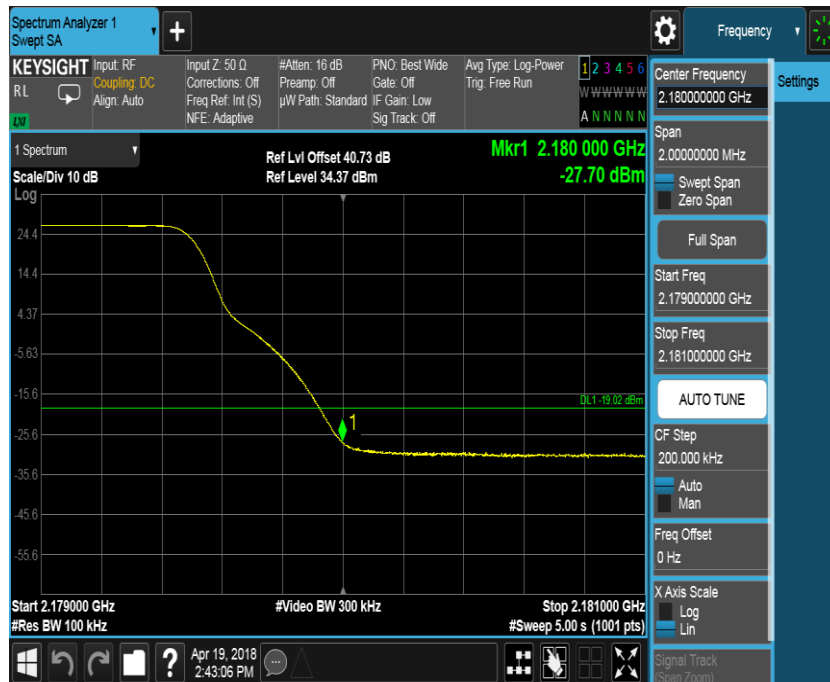 Spectrum Analyzer 1
Swept SA
+
Frequency
KEYSIGHT
RL
LXI
Input: RF
Coupling: DC
Align: Auto
Input Z: 50 Ω
Corrections: Off
Freq Ref: Int (S)
NFE: Adaptive
#Atten: 16 dB
Preamp: Off
µW Path: Standard
PNO: Best Wide
Gate: Off
IF Gain: Low
Sig Track: Off
Avg Type: Log-Power
Trig: Free Run
1 2 3 4 5 6
W W W W W W
A N N N N N
1 Spectrum
Scale/Div 10 dB
Ref Lvl Offset 40.73 dB
Ref Level 34.37 dBm
Mkr1 2.180 000 GHz
-27.70 dBm
Log
24.4
14.4
4.37
-5.63
-15.6
-25.6
-35.6
-45.6
-55.6
DL1 -19.02 dBm
1
Start 2.179000 GHz
#Res BW 100 kHz
#Video BW 300 kHz
Stop 2.181000 GHz
#Sweep 5.00 s (1001 pts)
Center Frequency
2.180000000 GHz
Span
2.00000000 MHz
Swept Span
Zero Span
Full Span
Start Freq
2.179000000 GHz
Stop Freq
2.181000000 GHz
AUTO TUNE
CF Step
200.000 kHz
Auto
Man
Freq Offset
0 Hz
X Axis Scale
Log
Lin
Signal Track
(Span Zoom)
Settings
?
Apr 19, 2018
2:43:06 PM